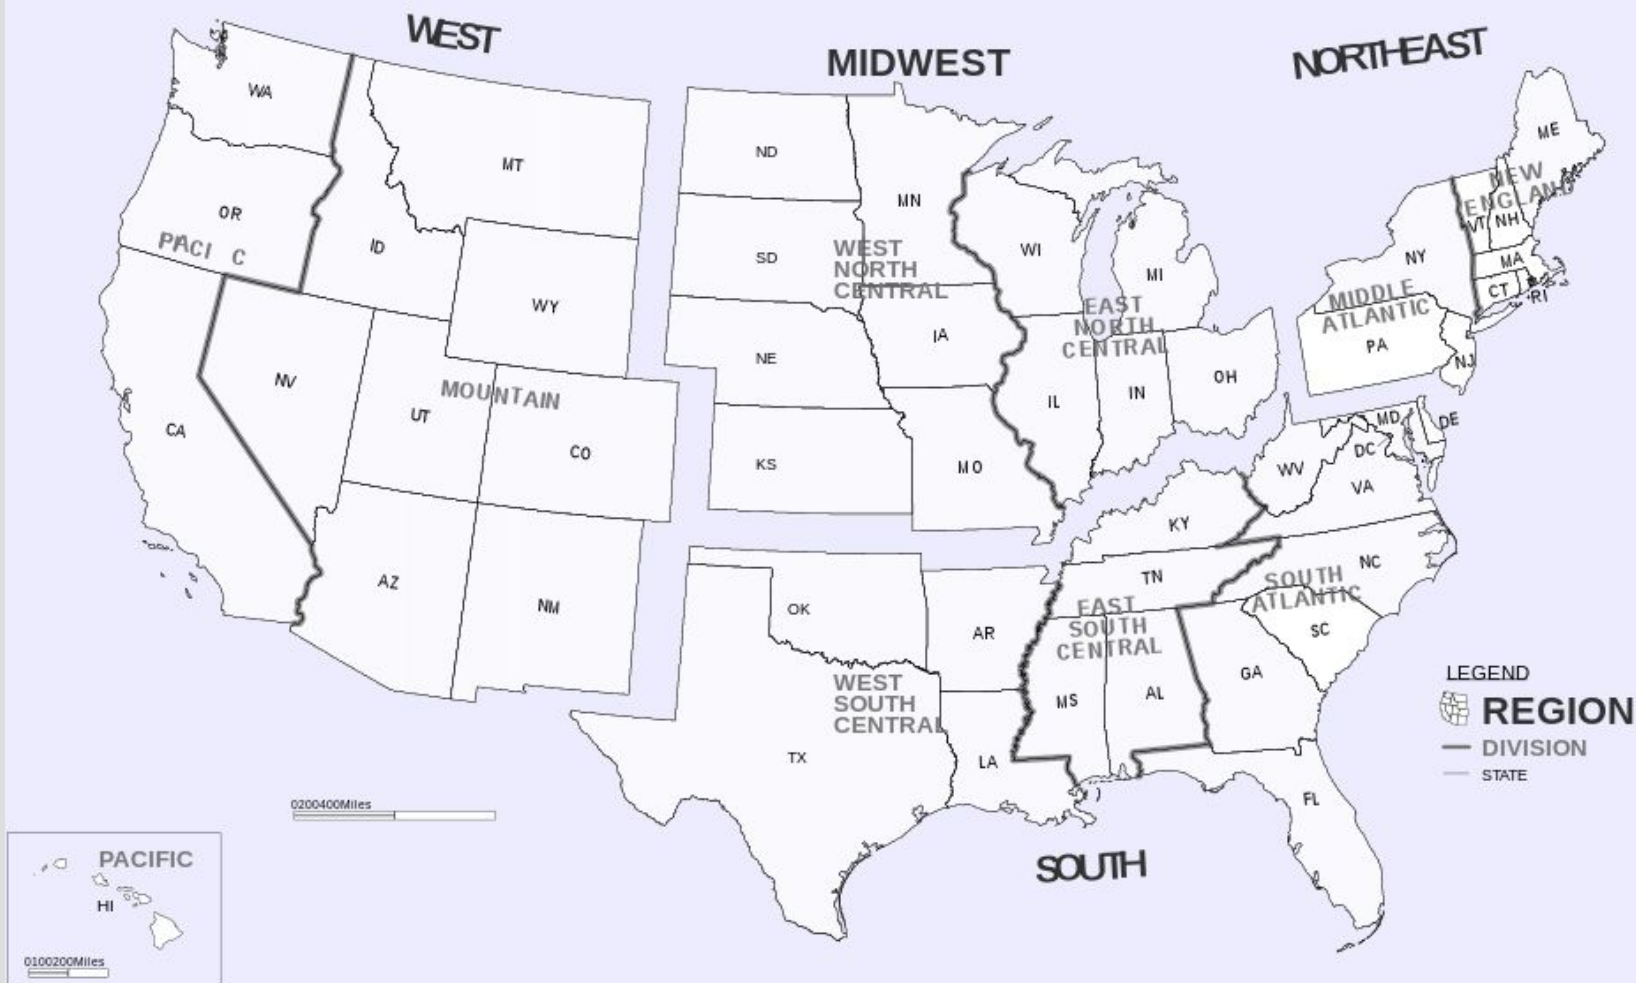 WEST
MIDWEST
NORTHEAST
WA
MT
ND
MN
ME
OR
PACI C
ID
SD
WI
MI
NY
NEW
ENGLAND
VT
NH
MA
CT
RI
WEST
NORTH
CENTRAL
WY
NE
IA
EAST
NORTH
CENTRAL
MIDDLE
ATLANTIC
PA
NJ
NV
MOUNTAIN
UT
CO
CA
KS
MO
IL
IN
OH
MD
DE
DC
WV
VA
KY
AZ
NM
OK
AR
TN
NC
SOUTH
ATLANTIC
SC
EAST
SOUTH
CENTRAL
MS
AL
GA
WEST
SOUTH
CENTRAL
TX
LA
FL
SOUTH
LEGEND
REGION
DIVISION
STATE
0200400Miles
PACIFIC
HI
0100200Miles